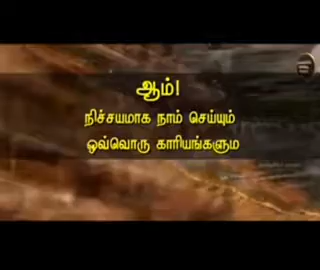 ஆம்!
நிச்சயமாக நாம் செய்யும்
ஒவ்வொரு காரியங்களும